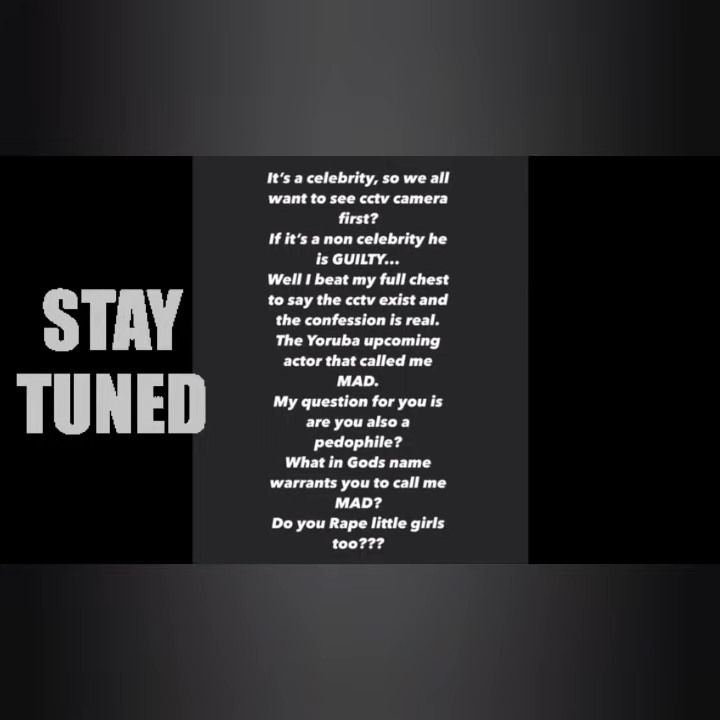 STAY
TUNED
It's a celebrity, so we all
want to see cctv camera
first?
If it's a non celebrity he
is GUILTY...
Well I beat my full chest
to say the cctv exist and
the confession is real.
The Yoruba upcoming
actor that called me
MAD.
My question for you is
are you also a
pedophile?
What in Gods name
warrants you to call me
MAD?
Do you Rape little girls
too???